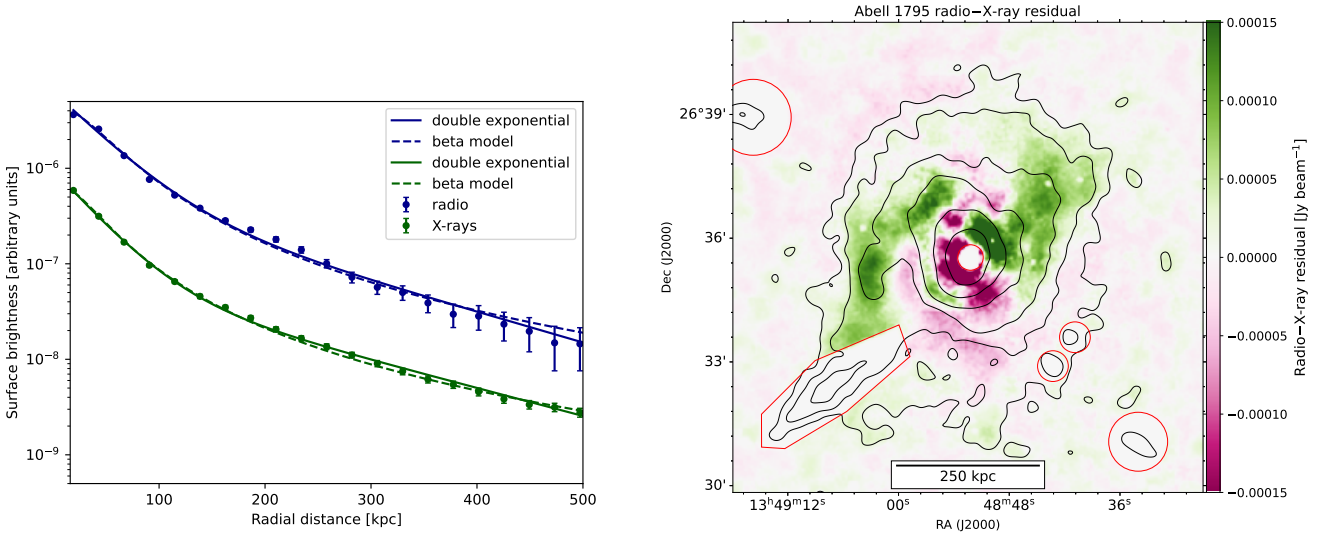 Surface brightness [arbitrary units]
10⁻⁶
10⁻⁷
10⁻⁸
10⁻⁹
double exponential
beta model
double exponential
beta model
radio
X-rays
100 200 300 400 500
Radial distance [kpc]
Abell 1795 radio−X-ray residual
Dec (J2000)
26°39'
36'
33'
30'
250 kpc
13ʰ49ᵐ12ˢ 00ˢ 48ᵐ48ˢ 36ˢ
RA (J2000)
0.00015
0.00010
0.00005
0.00000
−0.00005
−0.00010
−0.00015
Radio−X-ray residual [Jy beam⁻¹]